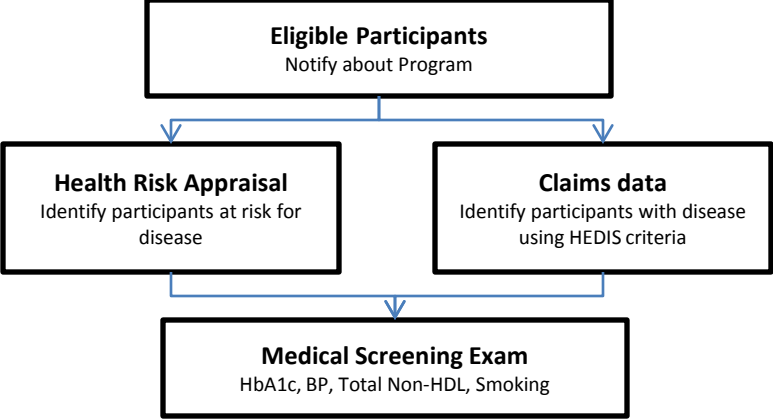 Eligible Participants
Notify about Program
Health Risk Appraisal
Identify participants at risk for
disease
Claims data
Identify participants with disease
using HEDIS criteria
Medical Screening Exam
HbA1c, BP, Total Non-HDL, Smoking